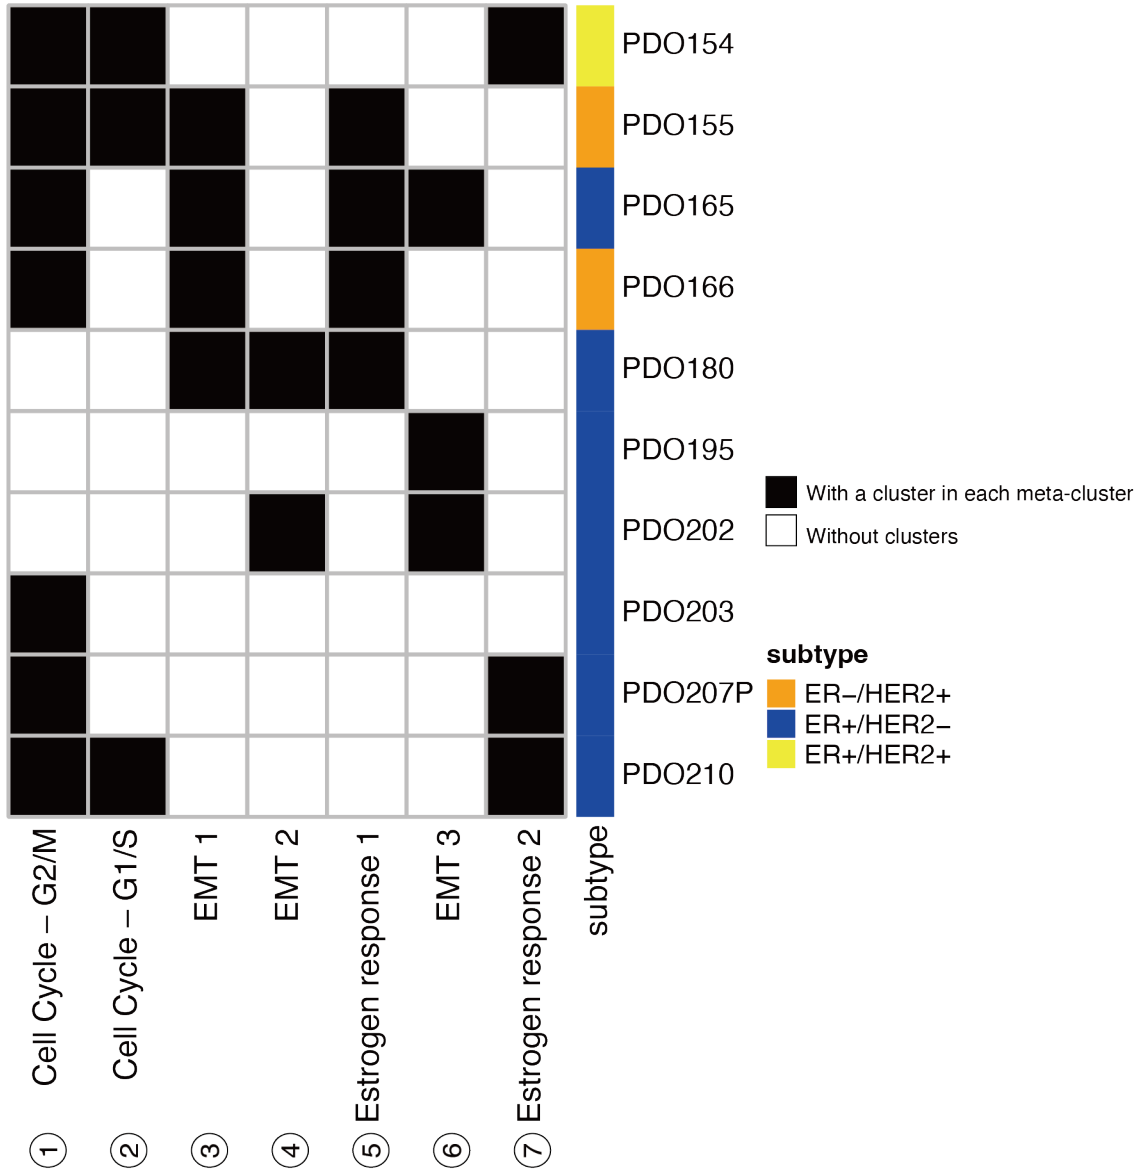 PDO154
PDO155
PDO165
PDO166
PDO180
PDO195
PDO202
PDO203
PDO207P
PDO210
With a cluster in each meta-cluster
Without clusters
subtype
ER−/HER2+
ER+/HER2−
ER+/HER2+
① Cell Cycle – G2/M
② Cell Cycle – G1/S
③ EMT 1
④ EMT 2
⑤ Estrogen response 1
⑥ EMT 3
⑦ Estrogen response 2
subtype